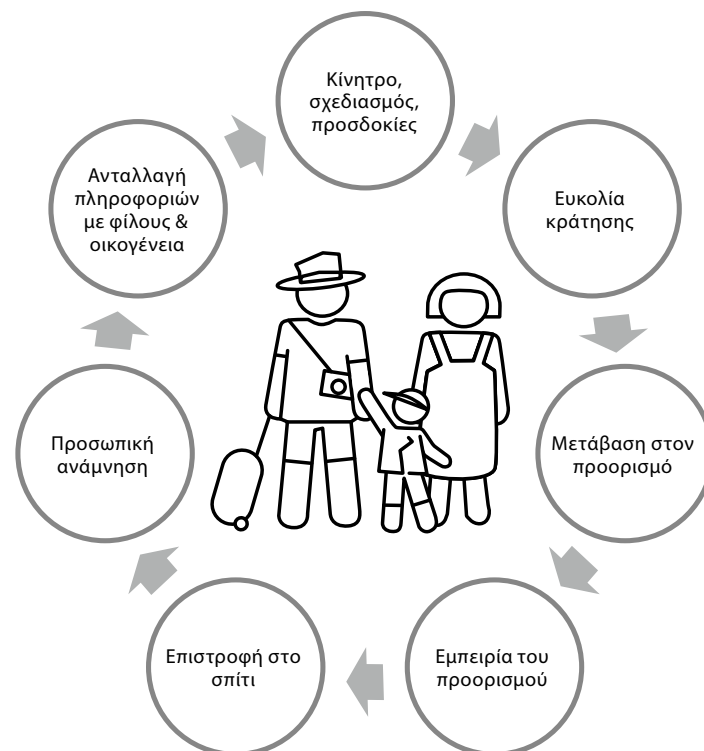 Κίνητρο,
σχεδιασμός,
προσδοκίες
Ευκολία
κράτησης
Μετάβαση στον
προορισμό
Εμπειρία του
προορισμού
Επιστροφή στο
σπίτι
Προσωπική
ανάμνηση
Ανταλλαγή
πληροφοριών
με φίλους &
οικογένεια